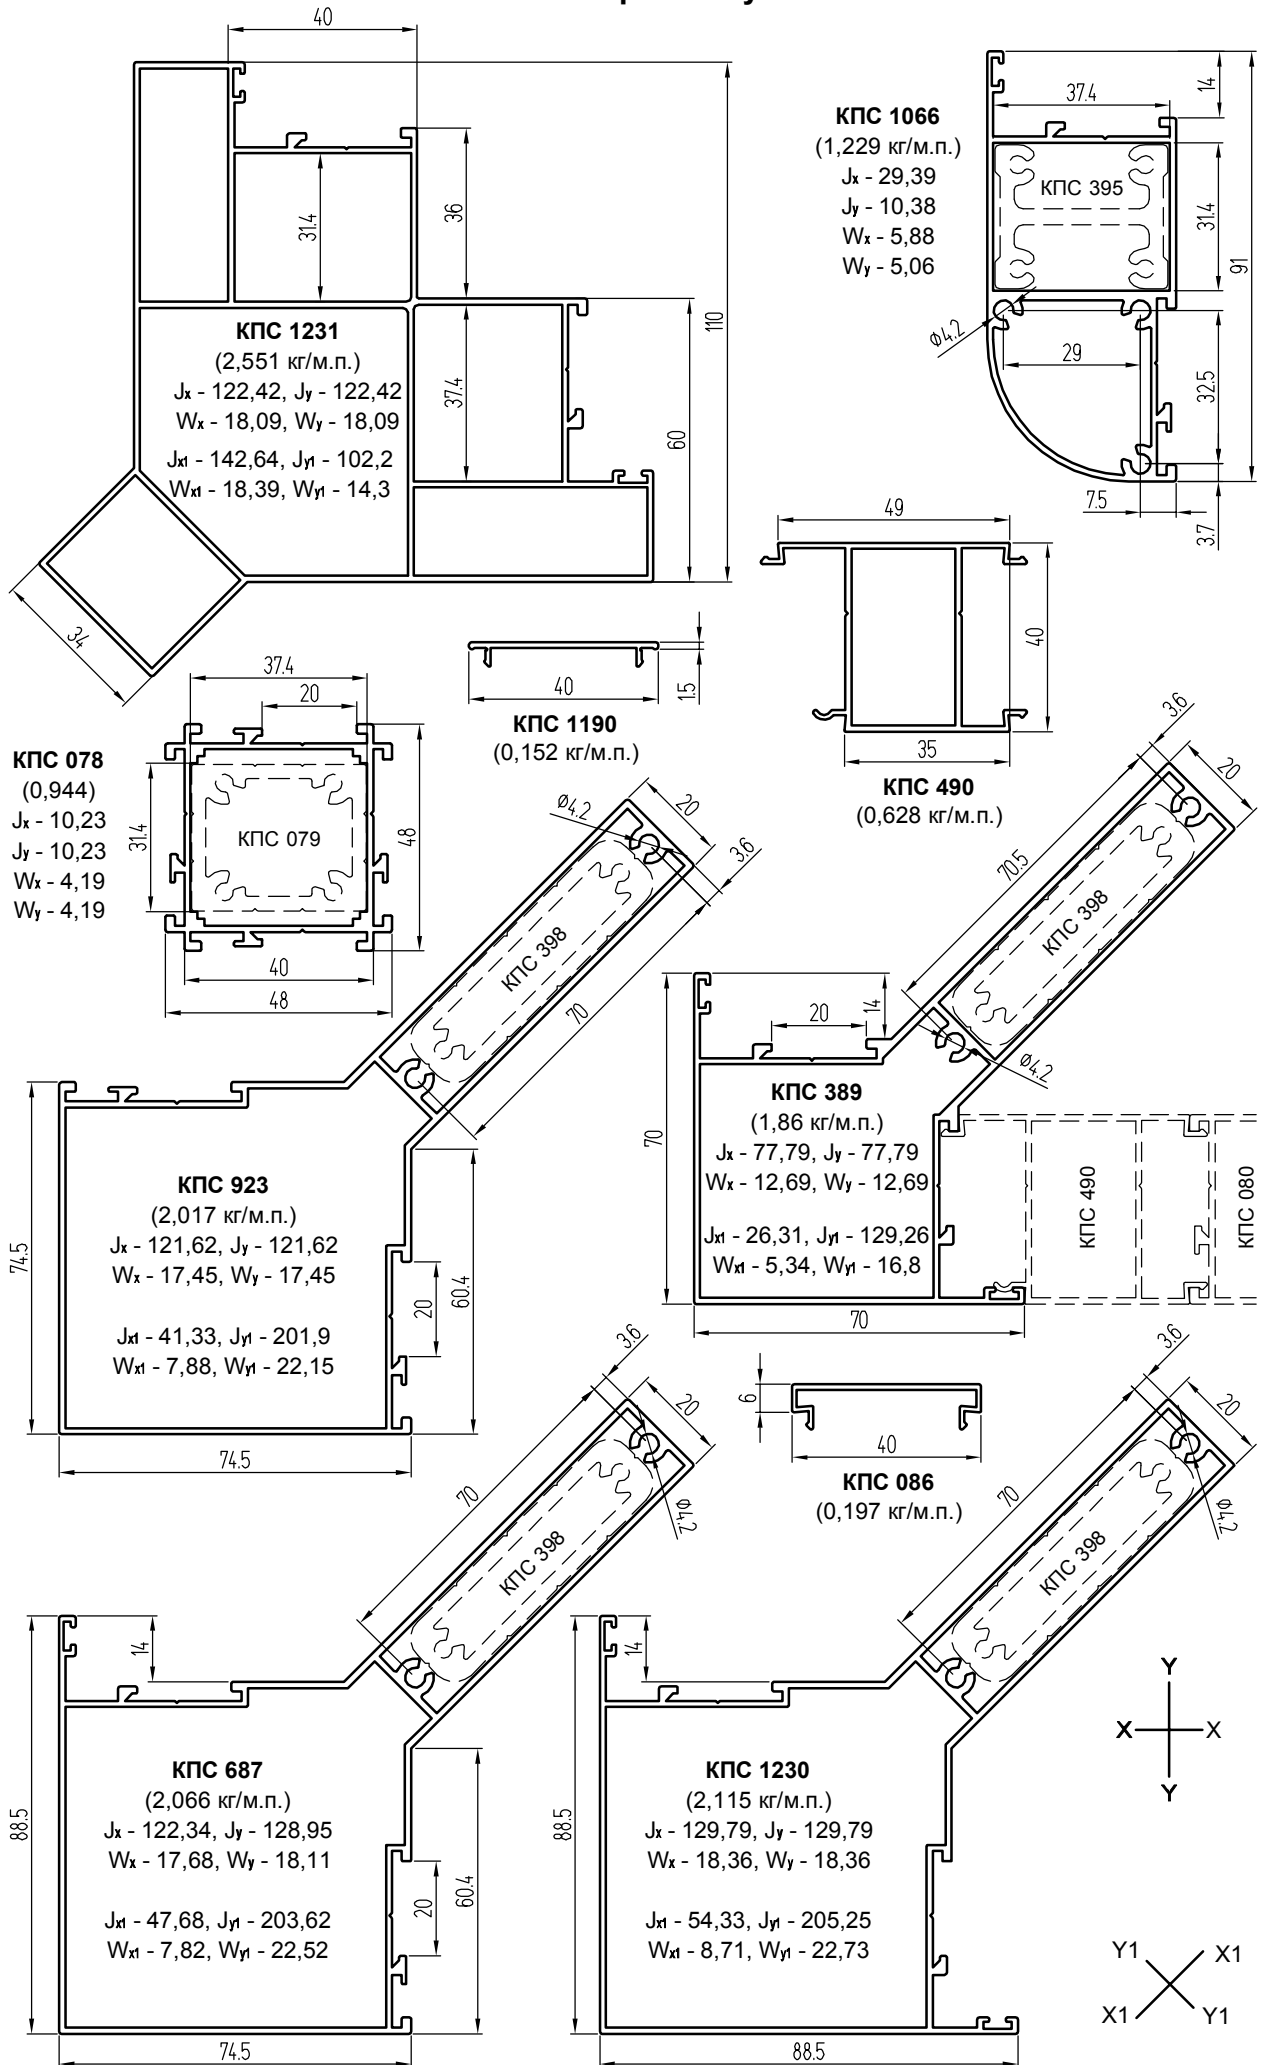 40
КПС 1231
(2,551 кг/м.п.)
Jx - 122,42, Jy - 122,42
Wx - 18,09, Wy - 18,09
Jx1 - 142,64, Jy1 - 102,2
Wx1 - 18,39, Wy1 - 14,3
31.4
36
37.4
60
110
34
КПС 1066
(1,229 кг/м.п.)
Jx - 29,39
Jy - 10,38
Wx - 5,88
Wy - 5,06
37.4
14
КПС 395
31.4
91
Ø4.2
29
32.5
7.5
3.7
49
40
35
КПС 490
(0,628 кг/м.п.)
40
1.5
КПС 1190
(0,152 кг/м.п.)
КПС 078
(0,944)
Jx - 10,23
Jy - 10,23
Wx - 4,19
Wy - 4,19
37.4
20
31.4
КПС 079
48
40
48
Ø4.2
20
3.6
КПС 398
70
74.5
КПС 923
(2,017 кг/м.п.)
Jx - 121,62, Jy - 121,62
Wx - 17,45, Wy - 17,45
Jx1 - 41,33, Jy1 - 201,9
Wx1 - 7,88, Wy1 - 22,15
20
60.4
74.5
3.6
20
70.5
КПС 398
14
20
Ø4.2
70
КПС 389
(1,86 кг/м.п.)
Jx - 77,79, Jy - 77,79
Wx - 12,69, Wy - 12,69
Jx1 - 26,31, Jy1 - 129,26
Wx1 - 5,34, Wy1 - 16,8
КПС 490
КПС 080
70
6
40
КПС 086
(0,197 кг/м.п.)
3.6
20
70
Ø4.2
КПС 398
14
88.5
КПС 687
(2,066 кг/м.п.)
Jx - 122,34, Jy - 128,95
Wx - 17,68, Wy - 18,11
Jx1 - 47,68, Jy1 - 203,62
Wx1 - 7,82, Wy1 - 22,52
20
60.4
74.5
3.6
20
70
Ø4.2
КПС 398
14
88.5
КПС 1230
(2,115 кг/м.п.)
Jx - 129,79, Jy - 129,79
Wx - 18,36, Wy - 18,36
Jx1 - 54,33, Jy1 - 205,25
Wx1 - 8,71, Wy1 - 22,73
88.5
Y
X X
Y
Y1 X1
X1 Y1